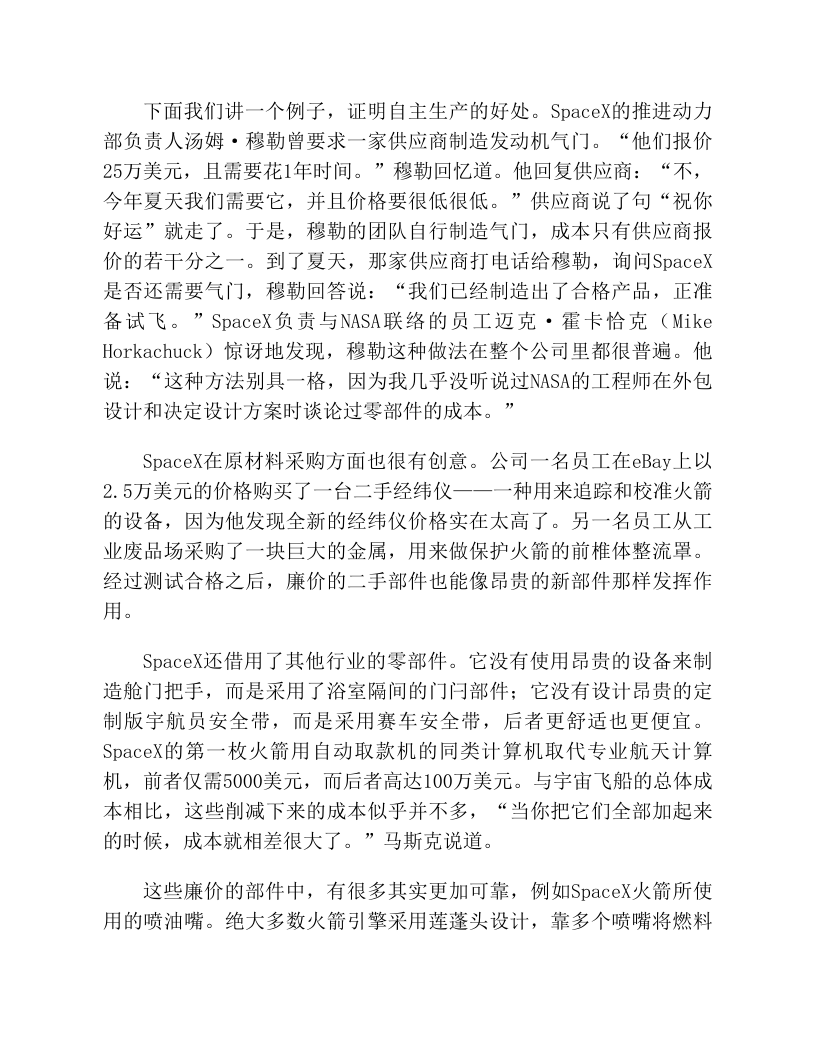 下面我们讲一个例子，证明自主生产的好处。SpaceX的推进动力
部负责人汤姆·穆勒曾要求一家供应商制造发动机气门。“他们报价
25万美元，且需要花1年时间。”穆勒回忆道。他回复供应商：“不，
今年夏天我们需要它，并且价格要很低很低。”供应商说了句“祝你
好运”就走了。于是，穆勒的团队自行制造气门，成本只有供应商报
价的若干分之一。到了夏天，那家供应商打电话给穆勒，询问SpaceX
是否还需要气门，穆勒回答说：“我们已经制造出了合格产品，正准
备试飞。”SpaceX负责与NASA联络的员工迈克·霍卡恰克（Mike
Horkachuck）惊讶地发现，穆勒这种做法在整个公司里都很普遍。他
说：“这种方法别具一格，因为我几乎没听说过NASA的工程师在外包
设计和决定设计方案时谈论过零部件的成本。”
SpaceX在原材料采购方面也很有创意。公司一名员工在eBay上以
2.5万美元的价格购买了一台二手经纬仪——一种用来追踪和校准火箭
的设备，因为他发现全新的经纬仪价格实在太高了。另一名员工从工
业废品场采购了一块巨大的金属，用来做保护火箭的前椎体整流罩。
经过测试合格之后，廉价的二手部件也能像昂贵的新部件那样发挥作
用。
SpaceX还借用了其他行业的零部件。它没有使用昂贵的设备来制
造舱门把手，而是采用了浴室隔间的门闩部件；它没有设计昂贵的定
制版宇航员安全带，而是采用赛车安全带，后者更舒适也更便宜。
SpaceX的第一枚火箭用自动取款机的同类计算机取代专业航天计算
机，前者仅需5000美元，而后者高达100万美元。与宇宙飞船的总体成
本相比，这些削减下来的成本似乎并不多，“当你把它们全部加起来
的时候，成本就相差很大了。”马斯克说道。
这些廉价的部件中，有很多其实更加可靠，例如SpaceX火箭所使
用的喷油嘴。绝大多数火箭引擎采用莲蓬头设计，靠多个喷嘴将燃料